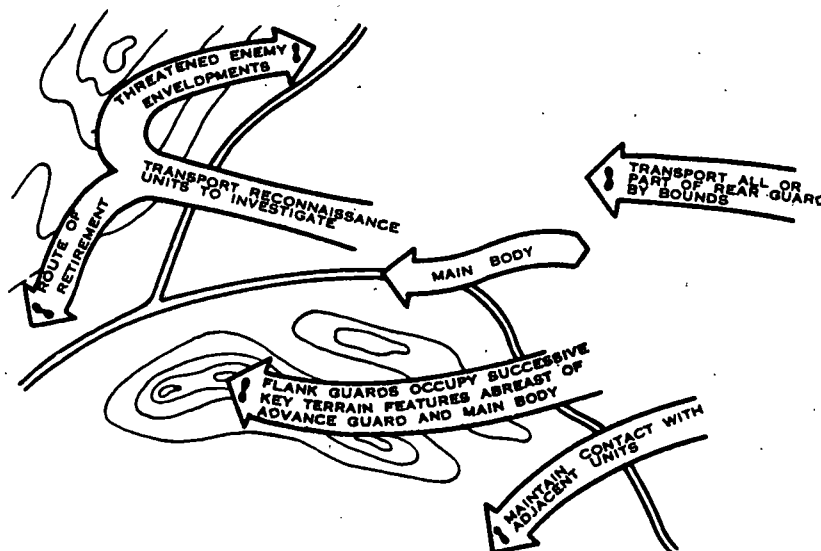 THREATENED ENEMY
ENVELDPMENTS
TRANSPORT RECONNAISSANCE
UNITS TO INVESTIGATE
TRANSPORT ALL OR
PART OF REAR GUARD
BY BOUNDS
ROUTE OF
RETIREMENT
MAIN BODY
FLANK GUARDS OCCUPY SUCCESSIVE
KEY TERRAIN FEATURES ABREAST OF
ADVANCE GUARD AND MAIN BODY
MAINTAIN CONTACT WITH
ADJACENT UNITS